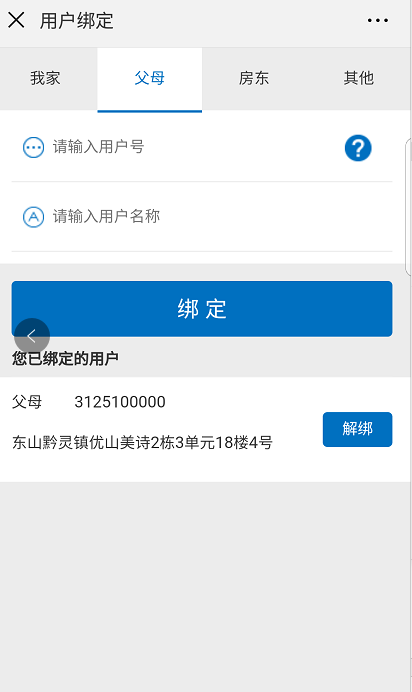 用户绑定
我家 父母 房东 其他
请输入用户号 ?
A 请输入用户名称
绑 定
您已绑定的用户
父母 3125100000
东山黔灵镇优山美诗2栋3单元18楼4号
解绑